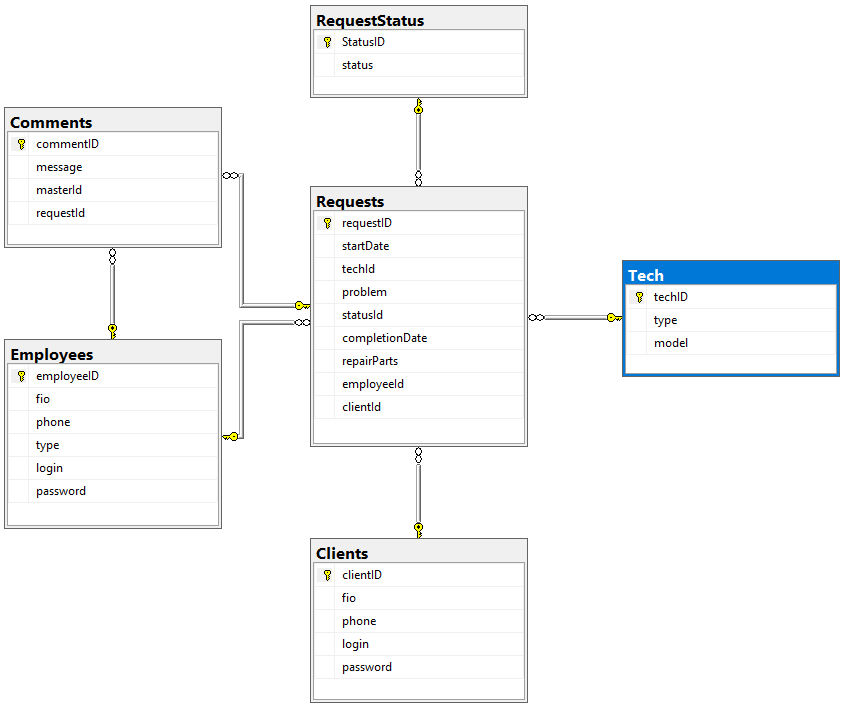 RequestStatus
StatusID
status
Comments
commentID
message
masterId
requestId
Requests
requestID
startDate
techId
problem
statusId
completionDate
repairParts
employeeId
clientId
Tech
techID
type
model
Employees
employeeID
fio
phone
type
login
password
Clients
clientID
fio
phone
login
password